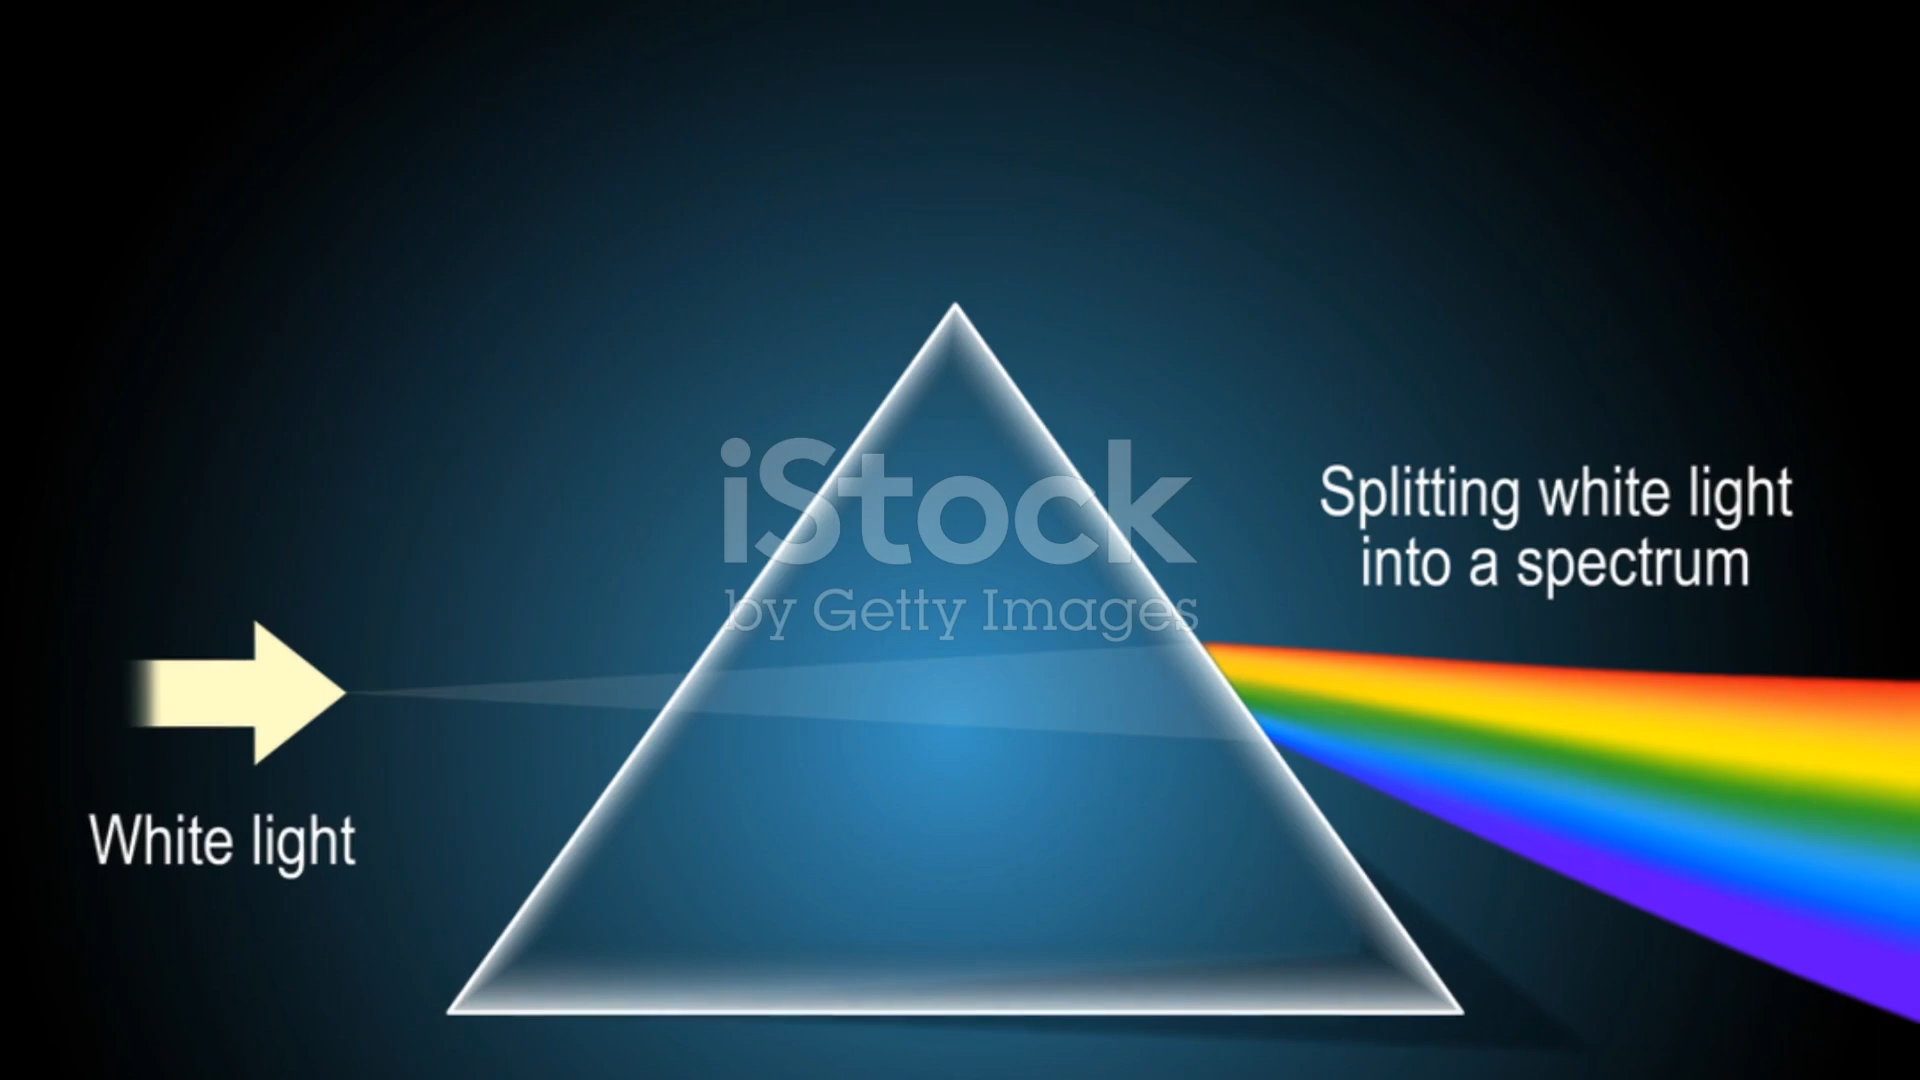 iStock
by Getty Images
Splitting white light
into a spectrum
White light